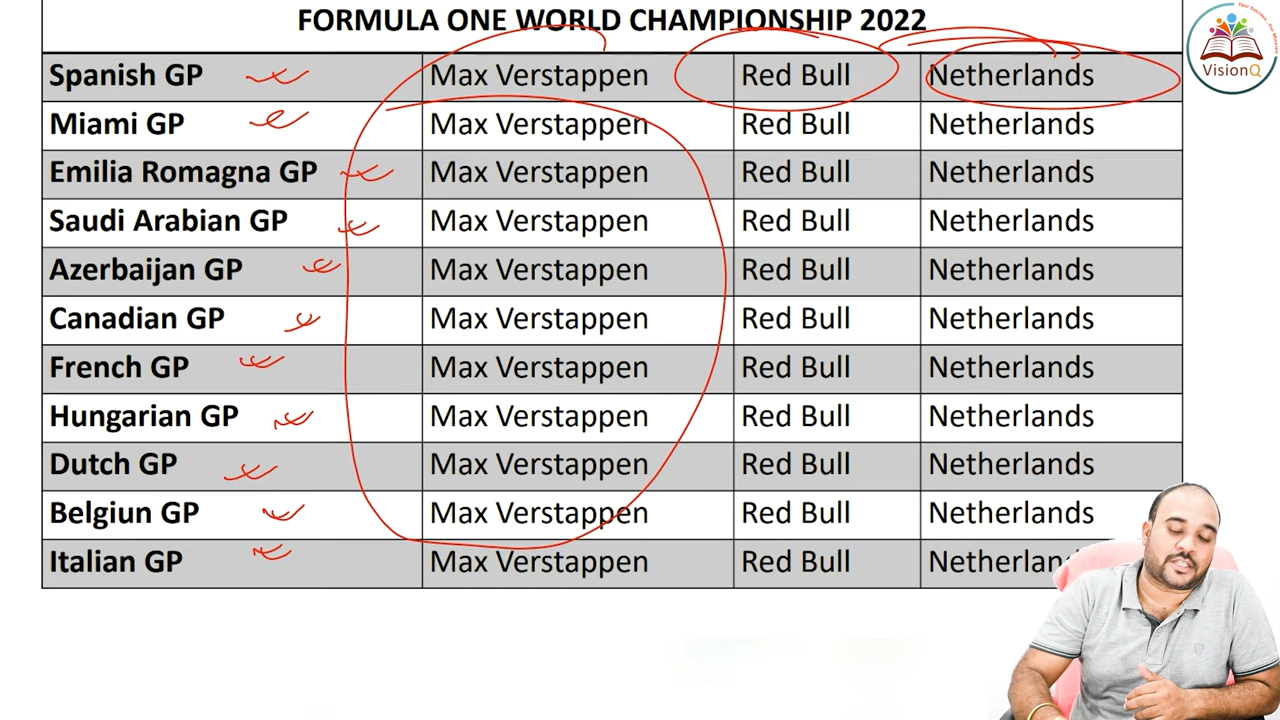 FORMULA ONE WORLD CHAMPIONSHIP 2022
Spanish GP Max Verstappen Red Bull Netherlands
Miami GP Max Verstappen Red Bull Netherlands
Emilia Romagna GP Max Verstappen Red Bull Netherlands
Saudi Arabian GP Max Verstappen Red Bull Netherlands
Azerbaijan GP Max Verstappen Red Bull Netherlands
Canadian GP Max Verstappen Red Bull Netherlands
French GP Max Verstappen Red Bull Netherlands
Hungarian GP Max Verstappen Red Bull Netherlands
Dutch GP Max Verstappen Red Bull Netherlands
Belgiun GP Max Verstappen Red Bull Netherlands
Italian GP Max Verstappen Red Bull Netherlan
VisionQ